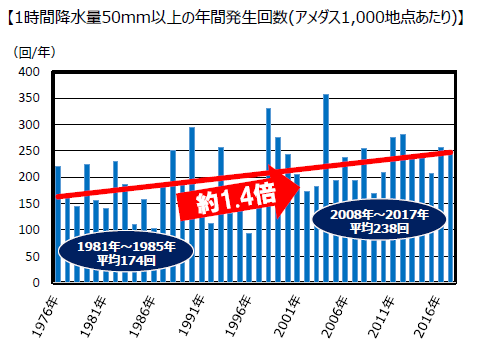 【1時間降水量50mm以上の年間発生回数(アメダス1,000地点あたり)】
(回/年)
400
350
300
250
200
150
100
50
0
約1.4倍
1981年～1985年
平均174回
2008年～2017年
平均238回
1976年
1981年
1986年
1991年
1996年
2001年
2006年
2011年
2016年